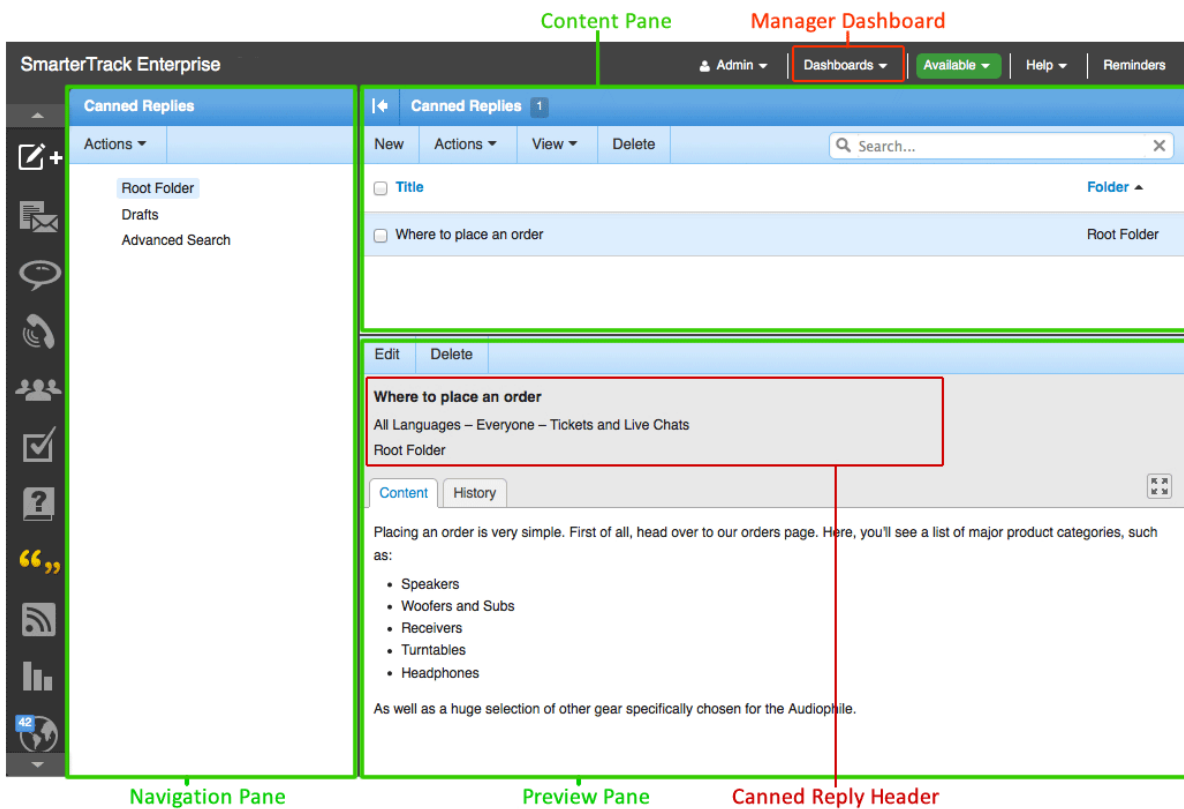 Content Pane
Manager Dashboard
SmarterTrack Enterprise
Admin
Dashboards
Available
Help
Reminders
Canned Replies
Actions
Root Folder
Drafts
Advanced Search
Canned Replies 1
New
Actions
View
Delete
Search...
Title
Folder
Where to place an order
Root Folder
Edit
Delete
Where to place an order
All Languages – Everyone – Tickets and Live Chats
Root Folder
Content
History
Placing an order is very simple. First of all, head over to our orders page. Here, you'll see a list of major product categories, such
as:
• Speakers
• Woofers and Subs
• Receivers
• Turntables
• Headphones
As well as a huge selection of other gear specifically chosen for the Audiophile.
42
Navigation Pane
Preview Pane
Canned Reply Header